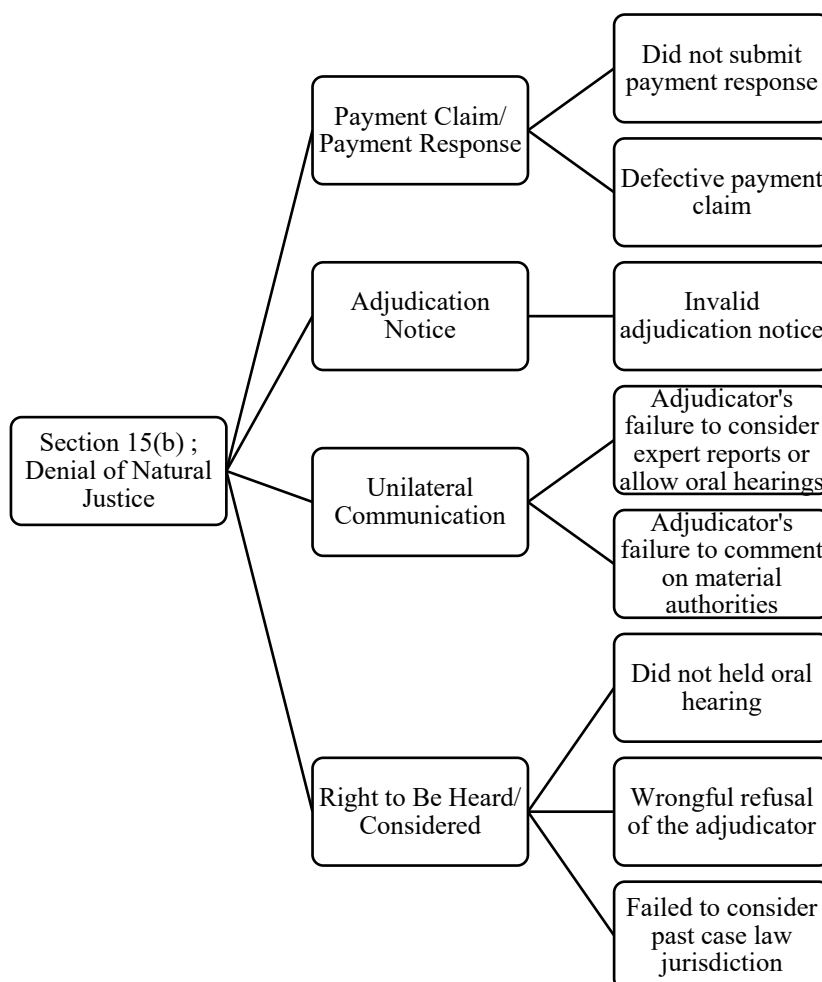 Section 15(b) ;
Denial of Natural
Justice
Payment Claim/
Payment Response
Did not submit
payment response
Defective payment
claim
Adjudication
Notice
Invalid
adjudication notice
Unilateral
Communication
Adjudicator's
failure to consider
expert reports or
allow oral hearings
Adjudicator's
failure to comment
on material
authorities
Right to Be Heard/
Considered
Did not held oral
hearing
Wrongful refusal
of the adjudicator
Failed to consider
past case law
jurisdiction